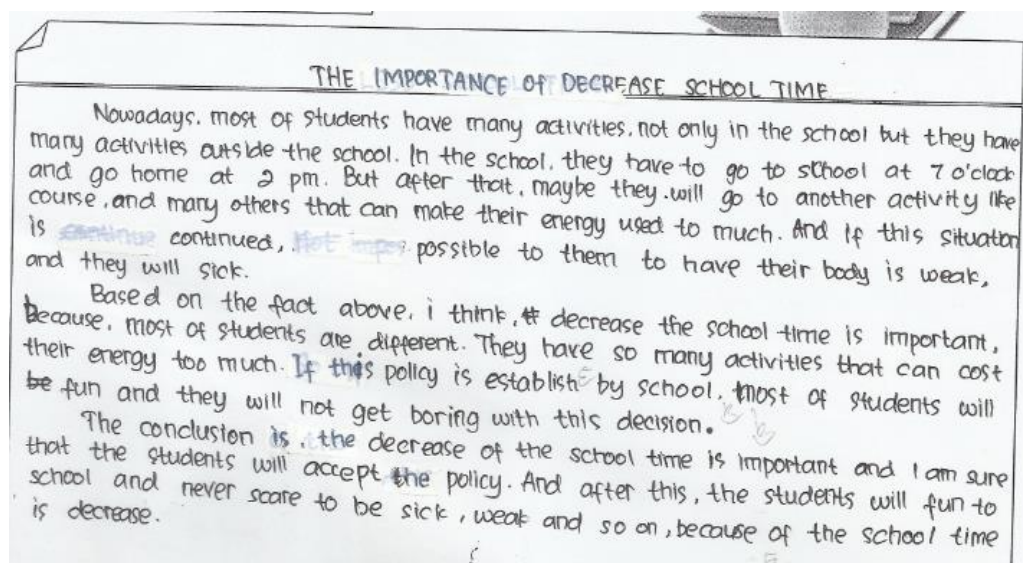 THE IMPORTANCE OF DECREASE SCHOOL TIME
Nowadays, most of students have many activities, not only in the school but they have
many activities outside the school. In the school, they have to go to school at 7 o'clock
and go home at 2 pm. But after that, maybe they will go to another activity like
course, and many others that can make their energy used to much. And if this situation
is continued, possible to them to have their body is weak,
and they will sick.
Based on the fact above, i think, decrease the school time is important,
because, most of students are different. They have so many activities that can cost
their energy too much. If this policy is establish by school, most of students will
be fun and they will not get boring with this decision.
The conclusion is, the decrease of the school time is important and I am sure
that the students will accept the policy. And after this, the students will fun to
school and never scare to be sick, weak and so on, because of the school time
is decrease.